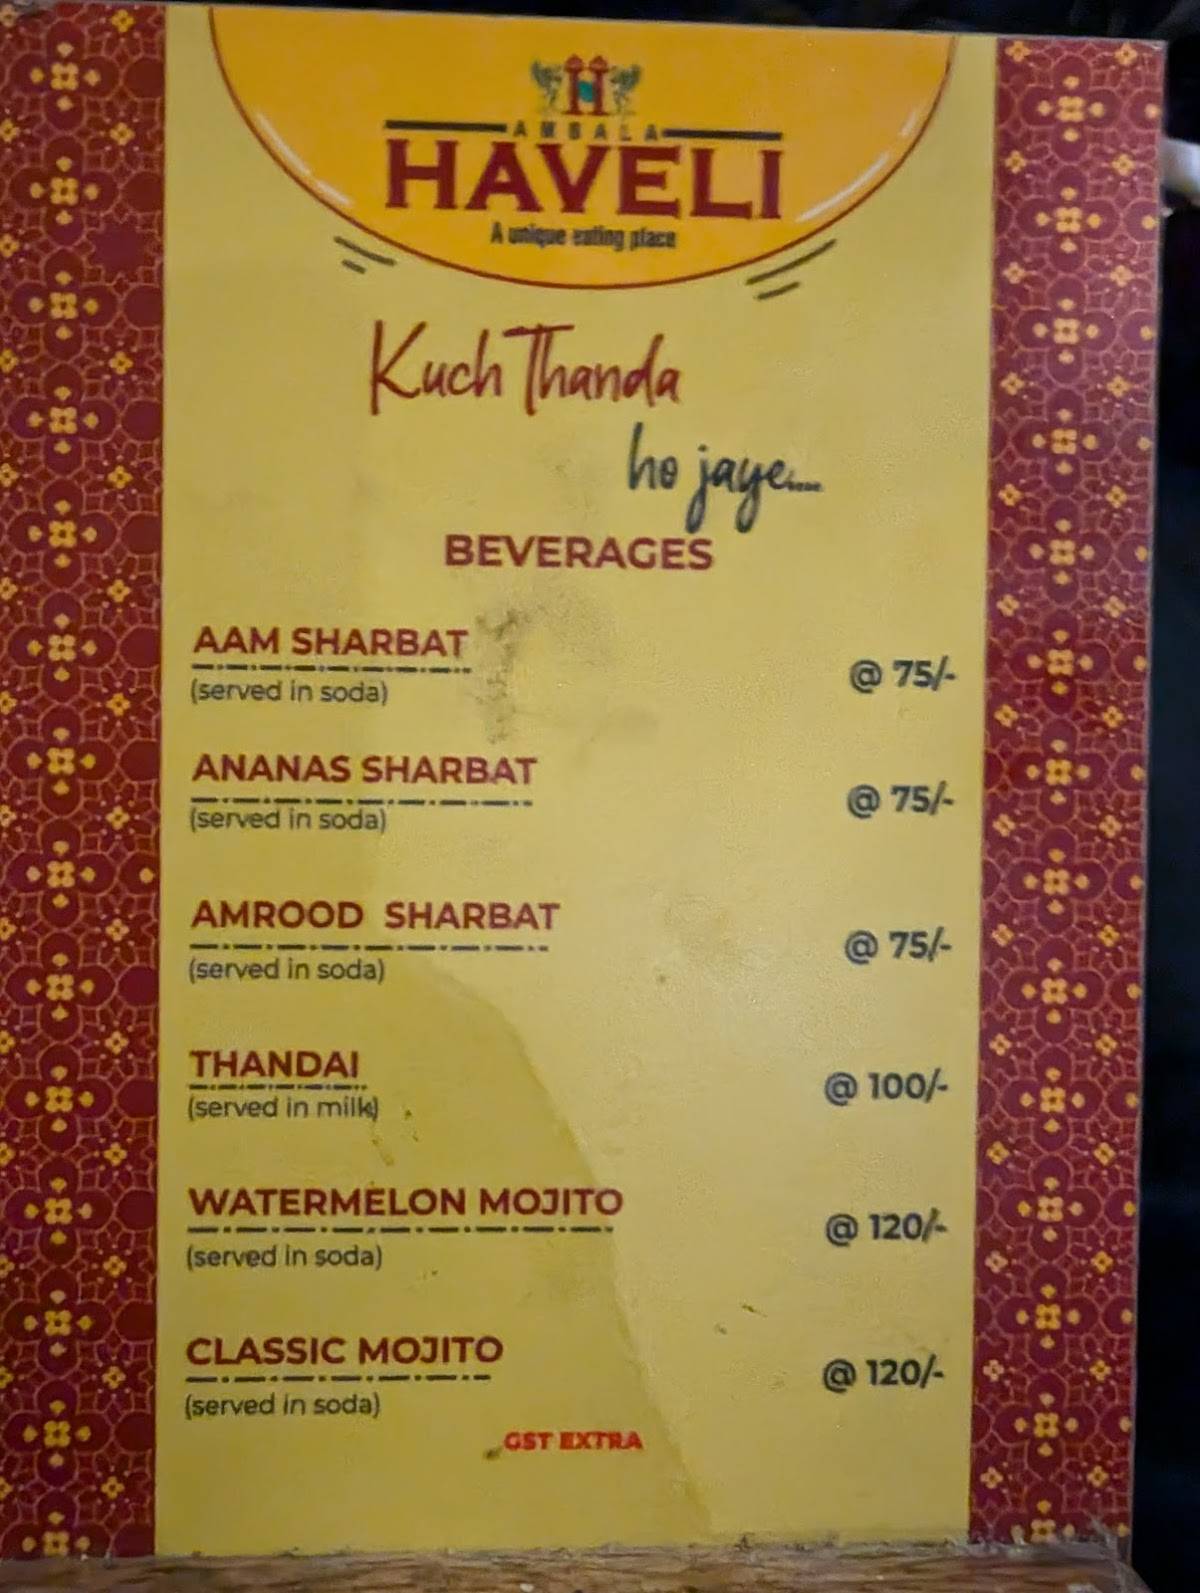 AMBALA
HAVELI
A unique eating place
Kuch Thanda
ho jaye....
BEVERAGES
AAM SHARBAT
(served in soda)
@ 75/-
ANANAS SHARBAT
(served in soda)
@ 75/-
AMROOD SHARBAT
(served in soda)
@ 75/-
THANDAI
(served in milk)
@ 100/-
WATERMELON MOJITO
(served in soda)
@ 120/-
CLASSIC MOJITO
(served in soda)
@ 120/-
GST EXTRA